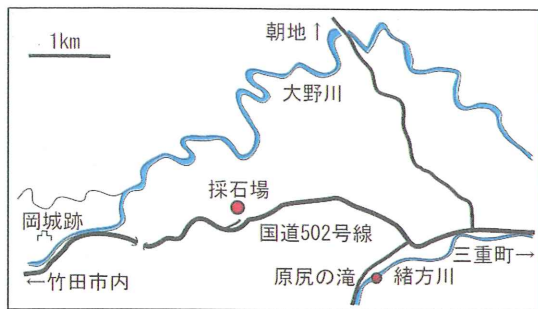 1km
朝地↑
大野川
採石場
岡城跡
国道502号線
三重町→
←竹田市内
原尻の滝
緒方川